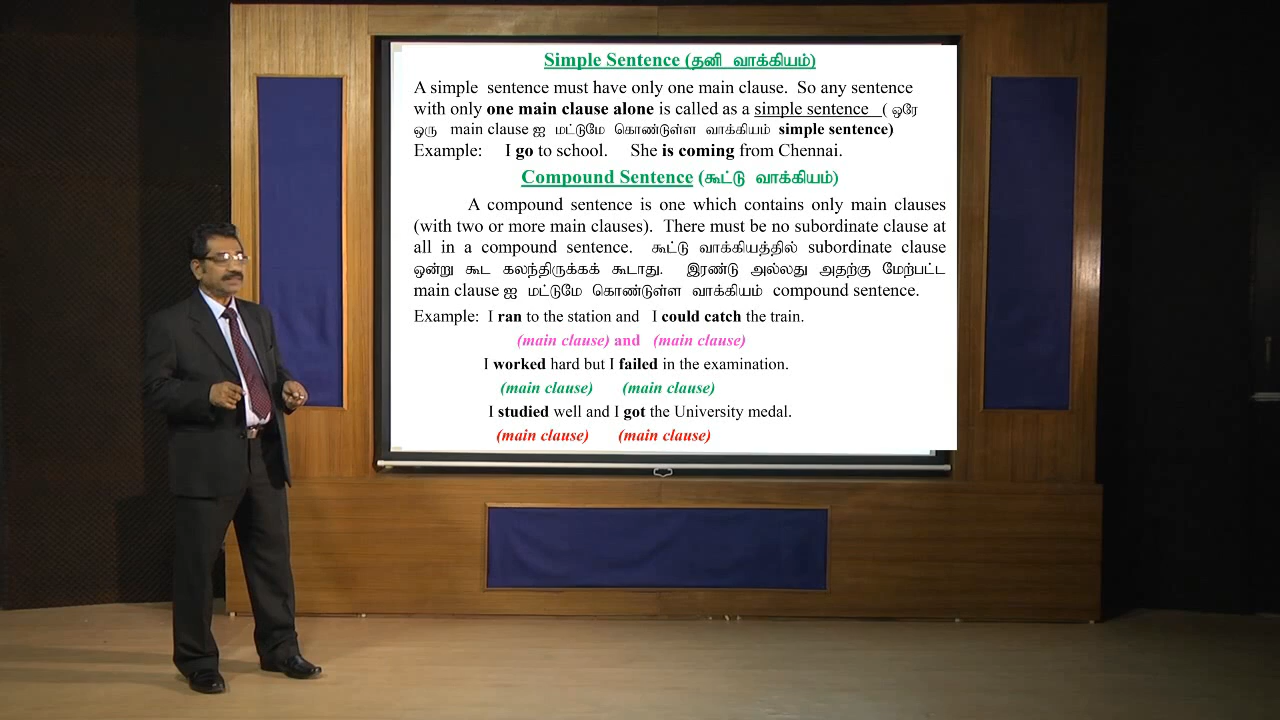 Simple Sentence (தனி வாக்கியம்)
A simple sentence must have only one main clause. So any sentence
with only one main clause alone is called as a simple sentence ( ஒரே
ஒரு main clause ஐ மட்டுமே கொண்டுள்ள வாக்கியம் simple sentence)
Example: I go to school. She is coming from Chennai.
Compound Sentence (கூட்டு வாக்கியம்)
A compound sentence is one which contains only main clauses
(with two or more main clauses). There must be no subordinate clause at
all in a compound sentence. கூட்டு வாக்கியத்தில் subordinate clause
ஒன்று கூட கலந்திருக்கக் கூடாது. இரண்டு அல்லது அதற்கு மேற்பட்ட
main clause ஐ மட்டுமே கொண்டுள்ள வாக்கியம் compound sentence.
Example: I ran to the station and I could catch the train.
(main clause) and (main clause)
I worked hard but I failed in the examination.
(main clause) (main clause)
I studied well and I got the University medal.
(main clause) (main clause)